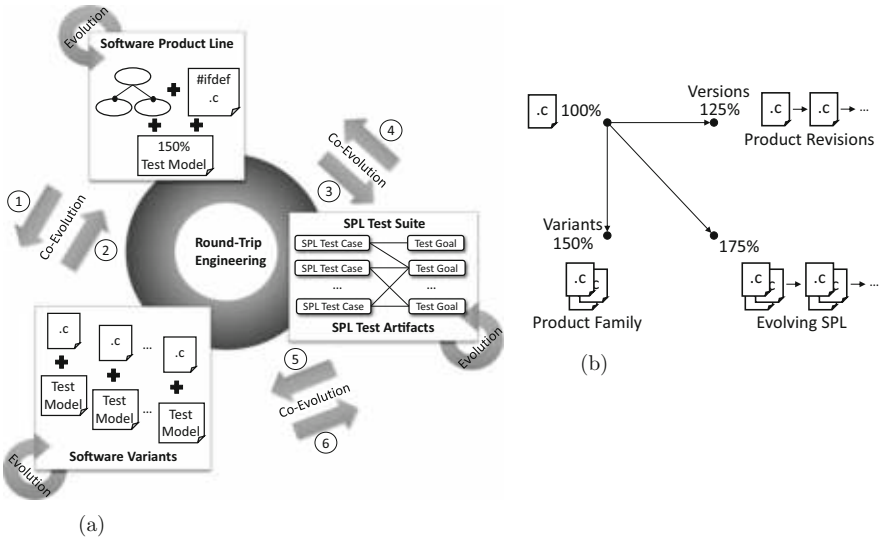 Evolution
Software Product Line
#ifdef
.c
150%
Test Model
1
Co-Evolution
2
4
Co-Evolution
3
Round-Trip
Engineering
SPL Test Suite
SPL Test Case
Test Goal
SPL Test Case
Test Goal
...
...
SPL Test Case
Test Goal
SPL Test Artifacts
Evolution
.c
.c
...
.c
Test
Model
Test
Model
...
Test
Model
Software Variants
Evolution
5
Co-Evolution
6
(a)
.c
100%
Versions
125%
.c
.c
...
Product Revisions
Variants
150%
.c
Product Family
175%
.c
.c
...
Evolving SPL
(b)